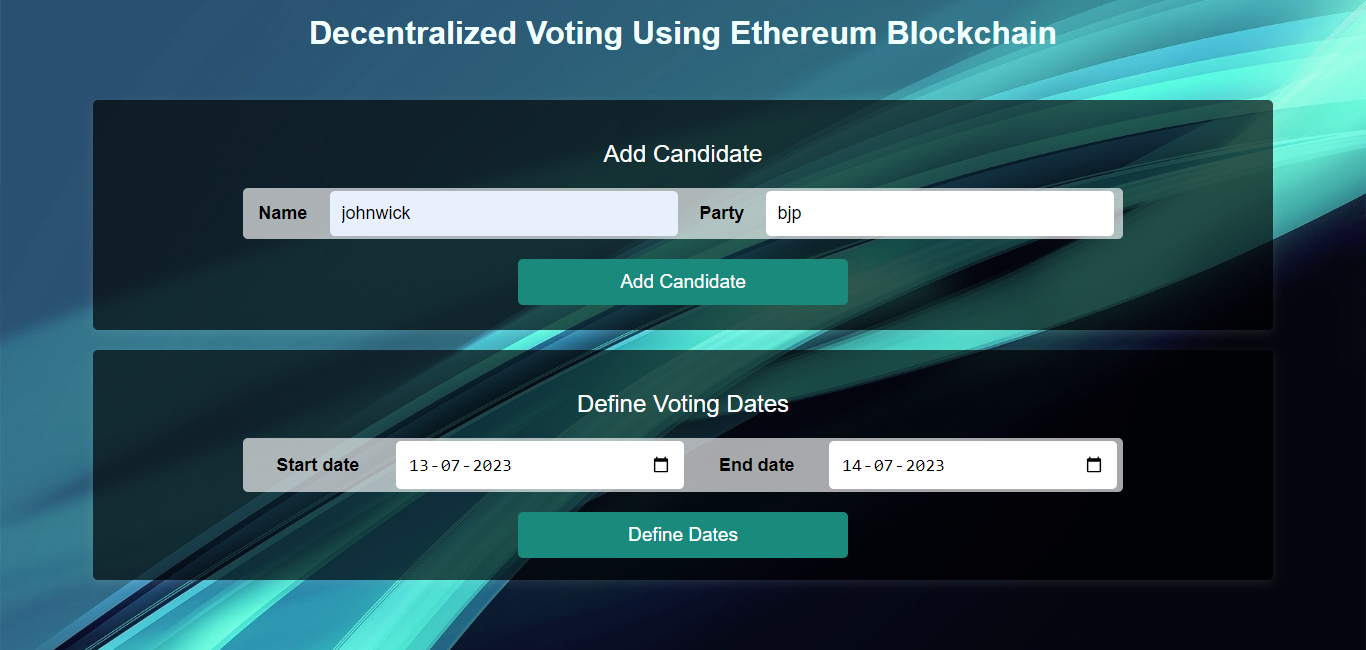 Decentralized Voting Using Ethereum Blockchain
Add Candidate
Name johnwick Party bjp
Add Candidate
Define Voting Dates
Start date 13-07-2023 End date 14-07-2023
Define Dates